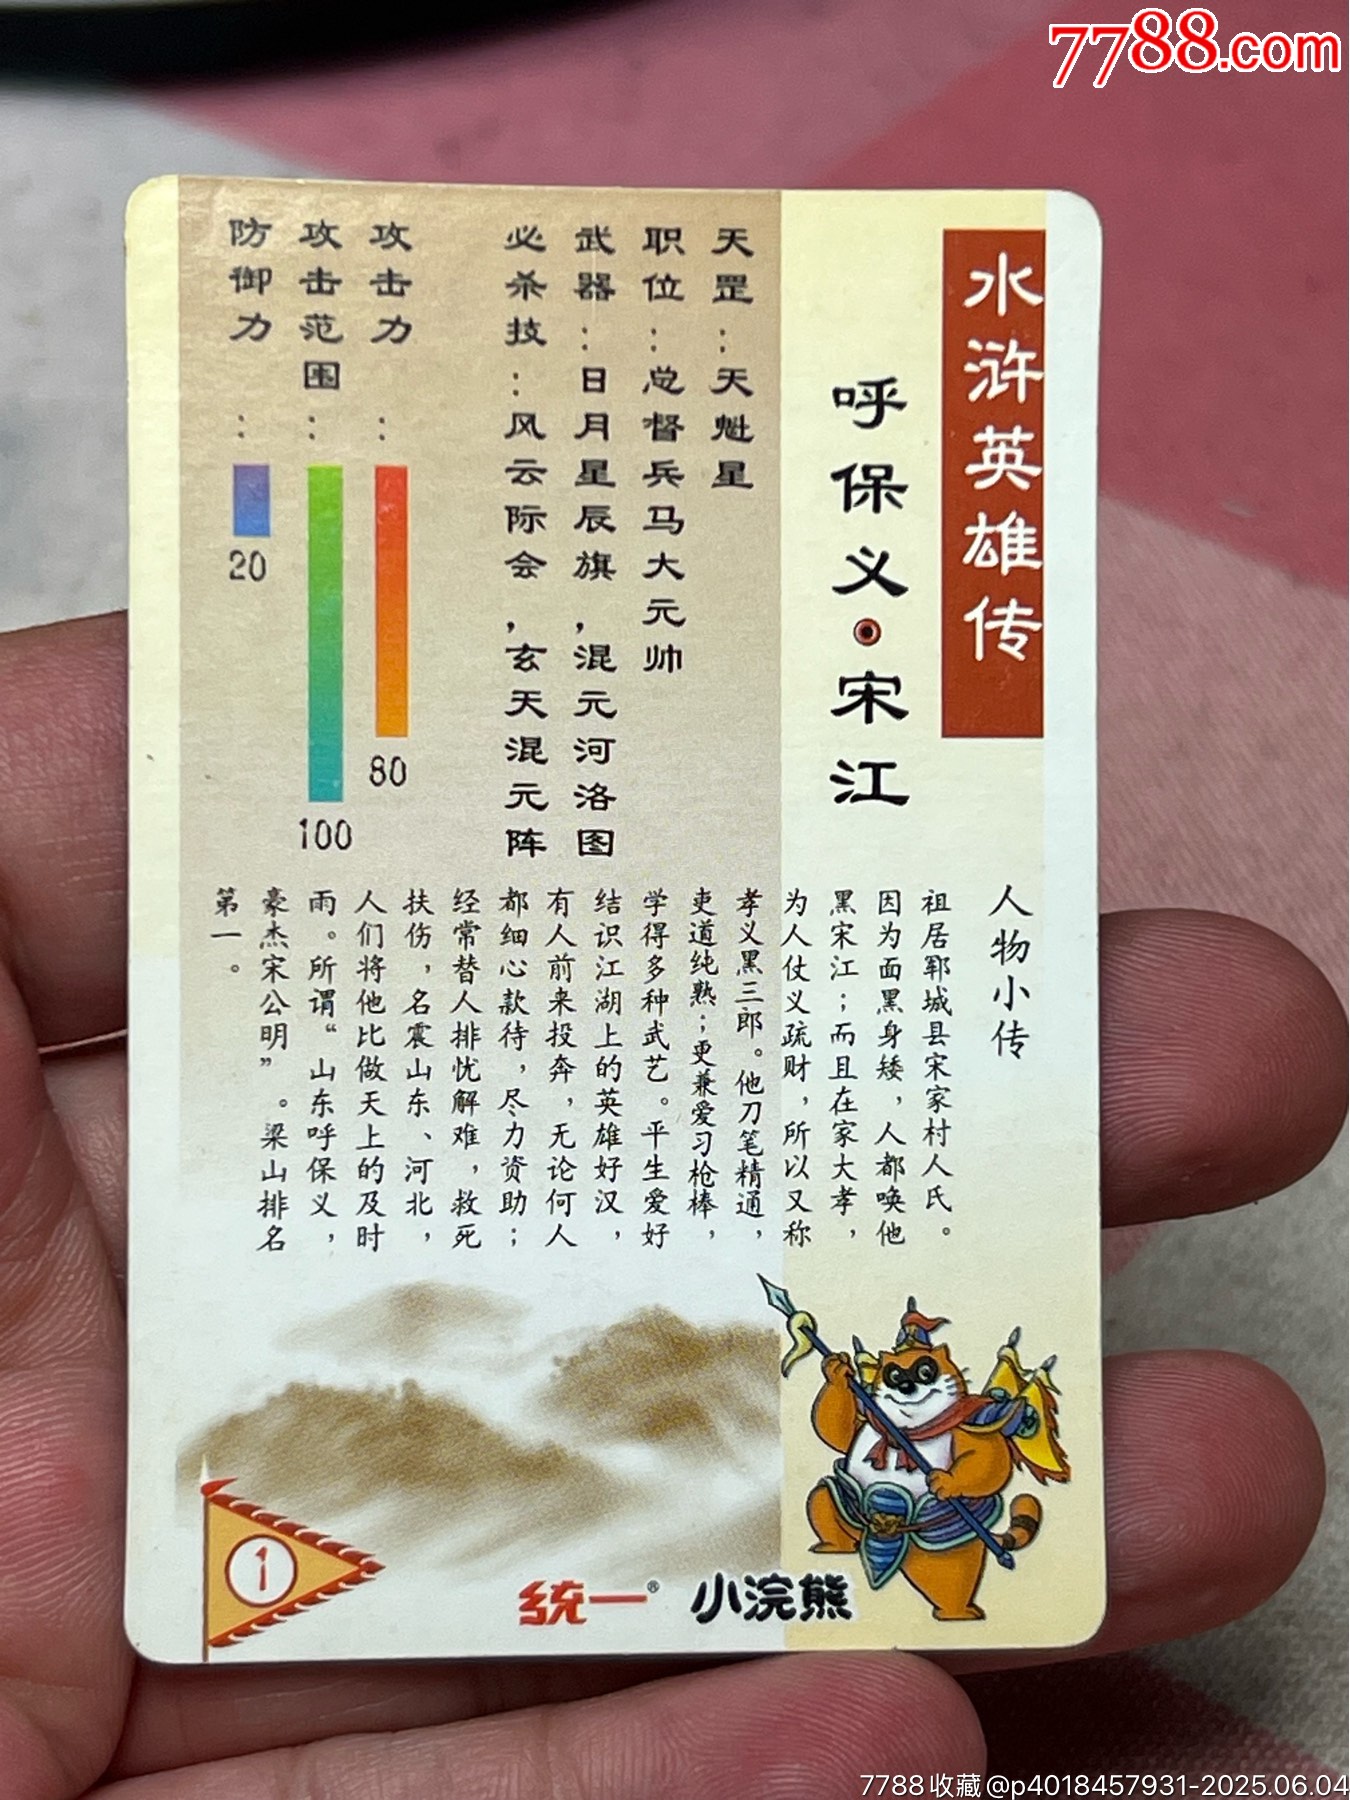 7788.com
水浒英雄传
呼保义·宋江
天罡：天魁星
职位：总督兵马大元帅
武器：日月星辰旗，混元河洛图
必杀技：风云际会，玄天混元阵
攻击力：
80
攻击范围：
100
防御力：
20
人物小传
祖居郓城县宋家村人氏。
因为面黑身矮，人都唤他
黑宋江；而且在家大孝，
为人仗义疏财，所以又称
孝义黑三郎。他刀笔精通，
吏道纯熟；更兼爱习枪棒，
学得多种武艺。平生爱好
结识江湖上的英雄好汉，
有人前来投奔，无论何人
都细心款待，尽力资助；
经常替人排忧解难，救死
扶伤，名震山东、河北，
人们将他比做天上的及时
雨。所谓“山东呼保义，
豪杰宋公明”。梁山排名
第一。
1
统一® 小浣熊
7788收藏@p4018457931-2025.06.04